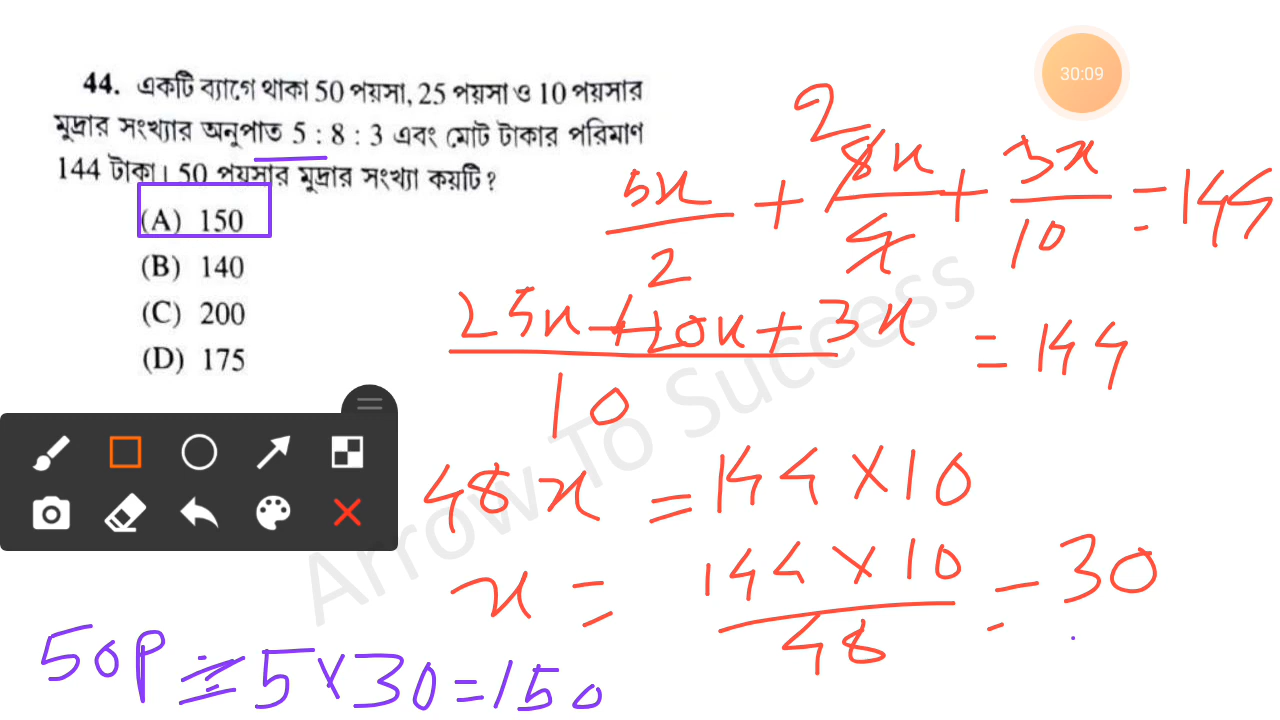 30:09
44. একটি ব্যাগে থাকা 50 পয়সা, 25 পয়সা ও 10 পয়সার
মুদ্রার সংখ্যার অনুপাত 5 : 8 : 3 এবং মোট টাকার পরিমাণ
144 টাকা। 50 পয়সার মুদ্রার সংখ্যা কয়টি?
(A) 150
(B) 140
(C) 200
(D) 175
2
5x/2 + 8x/4 + 3x/10 = 144
25x + 20x + 3x / 10 = 144
48x = 144 × 10
x = 144 × 10 / 48 = 30
50P = 5 × 30 = 150
Arrow To Success